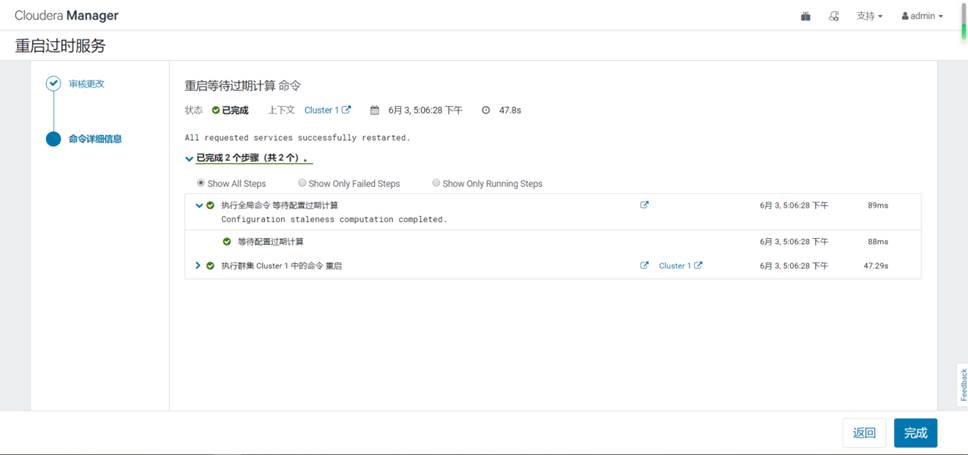 Cloudera Manager
支持
admin
重启过时服务
审核更改
命令详细信息
重启等待过期计算 命令
状态 已完成 上下文 Cluster 1 6月 3, 5:06:28 下午 47.8s
All requested services successfully restarted.
已完成 2 个步骤（共 2 个）。
Show All Steps Show Only Failed Steps Show Only Running Steps
执行全局命令 等待配置过期计算 6月 3, 5:06:28 下午 89ms
Configuration staleness computation completed.
等待配置过期计算 6月 3, 5:06:28 下午 88ms
执行群集 Cluster 1 中的命令 重启 Cluster 1 6月 3, 5:06:28 下午 47.29s
Feedback
返回 完成